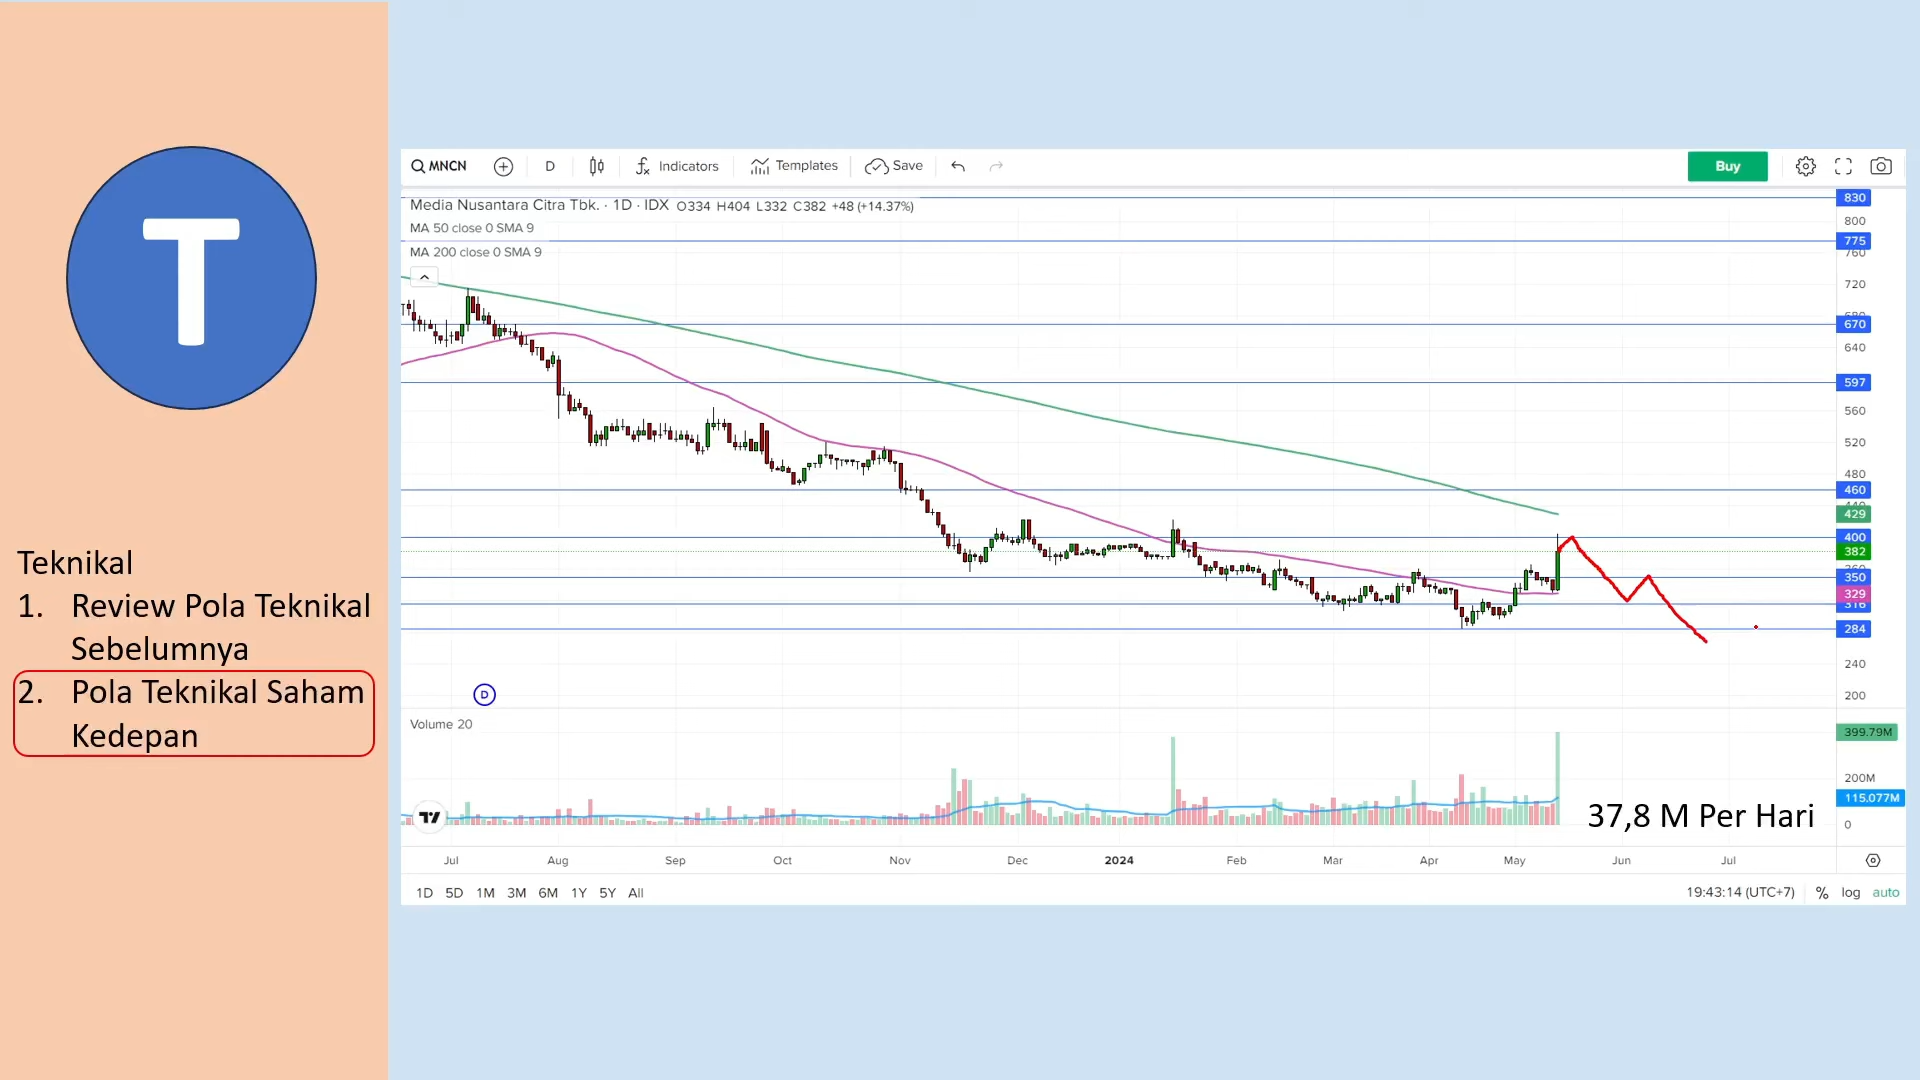 T
Teknikal
1. Review Pola Teknikal
Sebelumnya
2. Pola Teknikal Saham
Kedepan
MNCN
D
Indicators
Templates
Save
Buy
Media Nusantara Citra Tbk. · 1D · IDX O334 H404 L332 C382 +48 (+14.37%)
MA 50 close 0 SMA 9
MA 200 close 0 SMA 9
830
800
775
760
720
670
640
597
560
520
480
460
429
400
382
350
329
316
284
240
200
D
Volume 20
399.79M
200M
115.077M
37,8 M Per Hari
0
Jul
Aug
Sep
Oct
Nov
Dec
2024
Feb
Mar
Apr
May
Jun
Jul
1D 5D 1M 3M 6M 1Y 5Y All
19:43:14 (UTC+7) % log auto